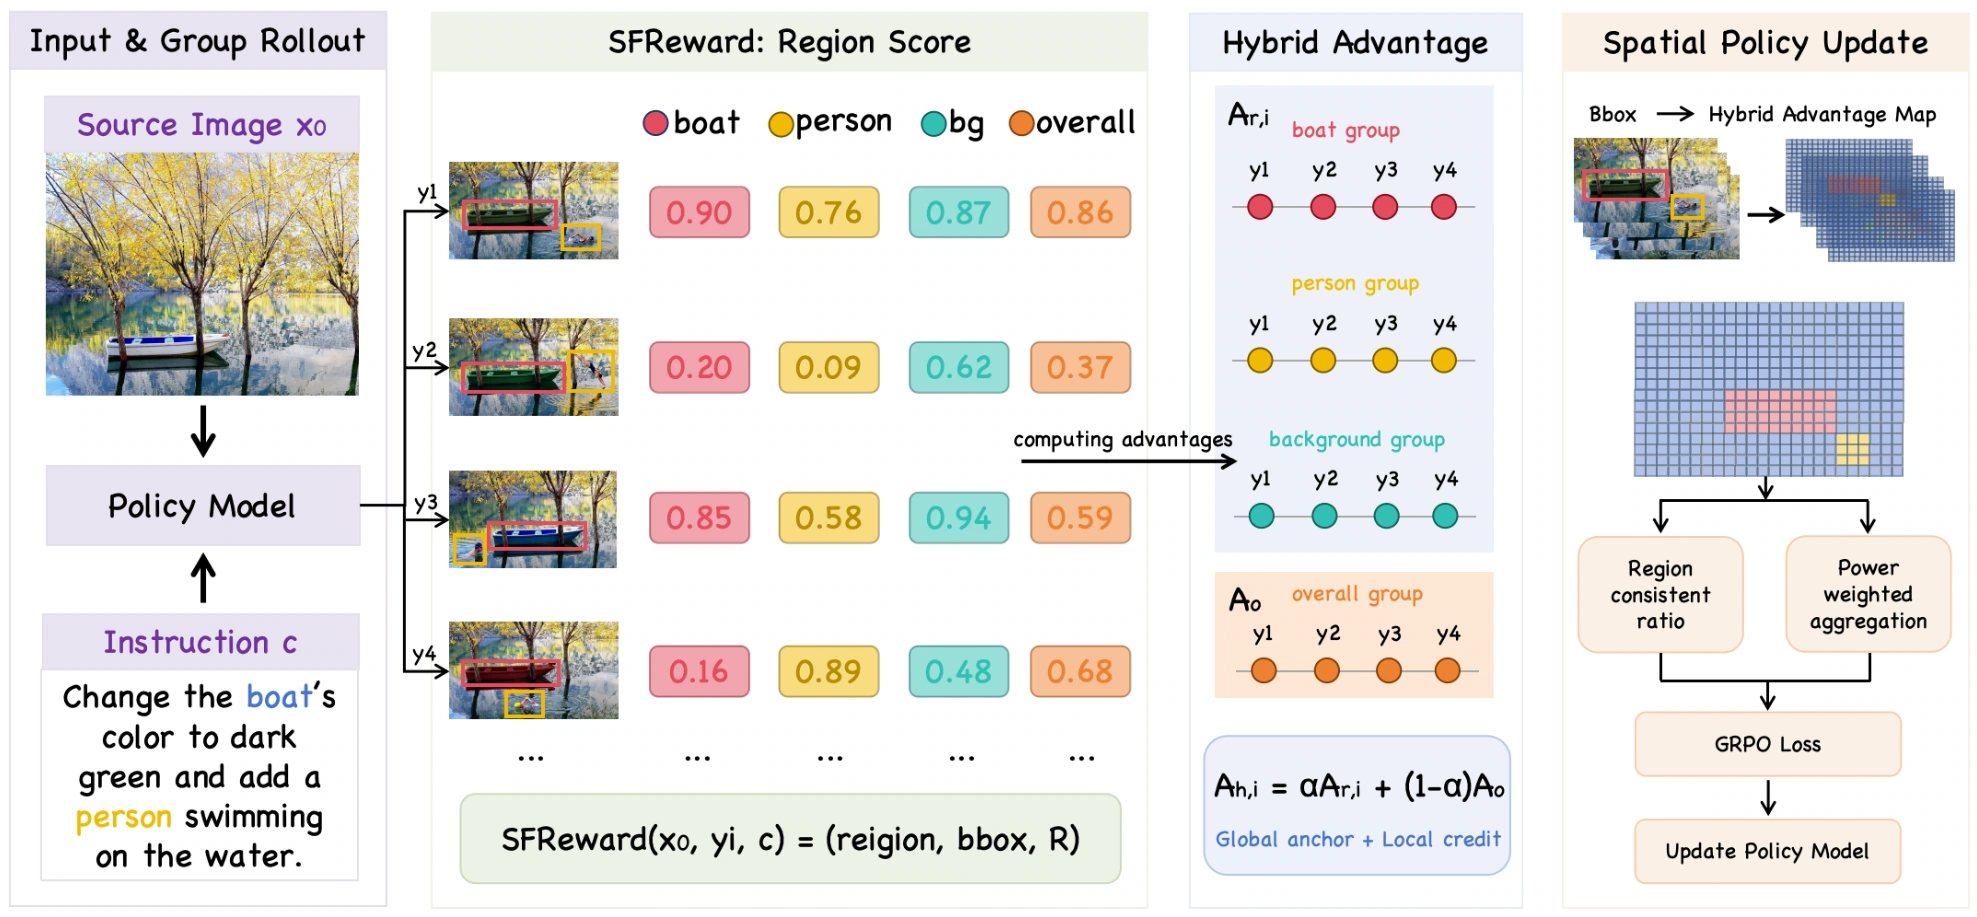 Input & Group Rollout
Source Image x₀
Policy Model
Instruction c
Change the boat's
color to dark
green and add a
person swimming
on the water.
SFReward: Region Score
boat person bg overall
y1
0.90 0.76 0.87 0.86
y2
0.20 0.09 0.62 0.37
y3
0.85 0.58 0.94 0.59
y4
0.16 0.89 0.48 0.68
... ... ... ... ...
SFReward(x₀, yi, c) = (reigion, bbox, R)
computing advantages
Hybrid Advantage
Ar,i
boat group
y1 y2 y3 y4
person group
y1 y2 y3 y4
background group
y1 y2 y3 y4
Ao
overall group
y1 y2 y3 y4
Ah,i = αAr,i + (1-α)Ao
Global anchor + Local credit
Spatial Policy Update
Bbox → Hybrid Advantage Map
Region
consistent
ratio
Power
weighted
aggregation
GRPO Loss
Update Policy Model